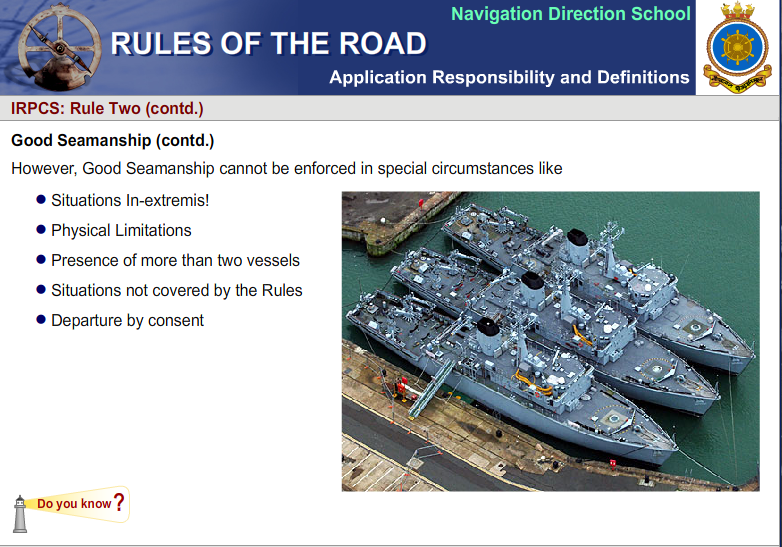 Navigation Direction School
RULES OF THE ROAD
Application Responsibility and Definitions
IRPCS: Rule Two (contd.)
Good Seamanship (contd.)
However, Good Seamanship cannot be enforced in special circumstances like
Situations In-extremis!
Physical Limitations
Presence of more than two vessels
Situations not covered by the Rules
Departure by consent
Do you know?